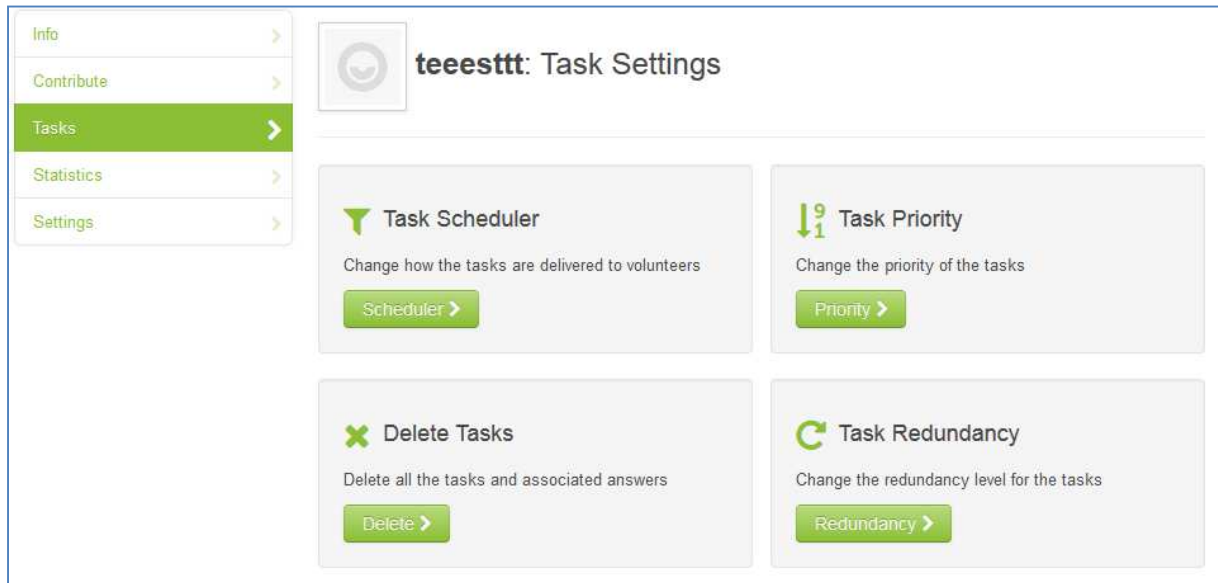 Info
Contribute
Tasks
Statistics
Settings
teeesttt: Task Settings
Task Scheduler
Change how the tasks are delivered to volunteers
Scheduler
9
1
Task Priority
Change the priority of the tasks
Priority
Delete Tasks
Delete all the tasks and associated answers
Delete
Task Redundancy
Change the redundancy level for the tasks
Redundancy